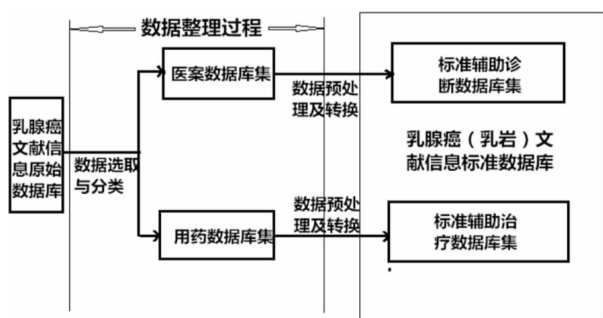 数据整理过程
乳腺癌
文献信
息原始
数据库
数据选取
与分类
医案数据库集
用药数据库集
数据预处
理及转换
数据预处
理及转换
标准辅助诊
断数据库集
乳腺癌（乳岩）文
献信息标准数据库
标准辅助治
疗数据库集